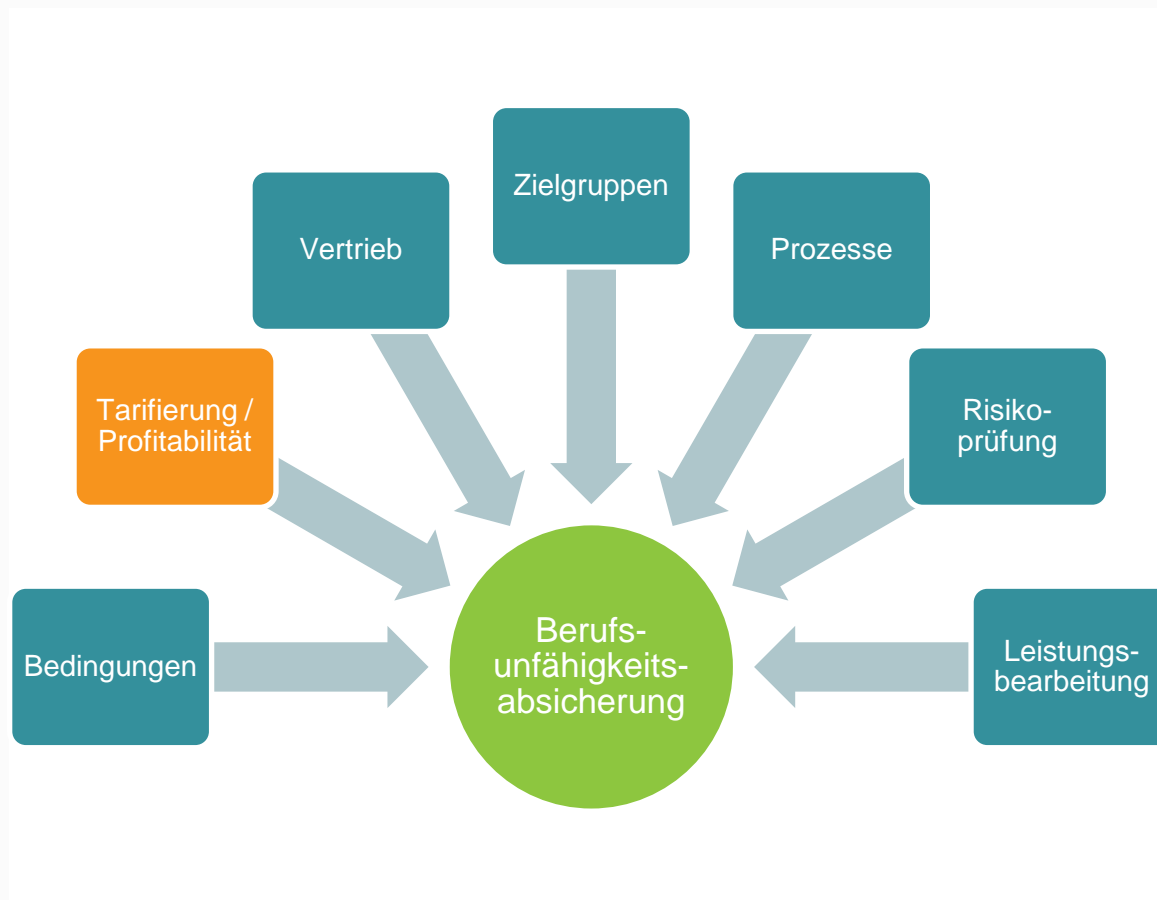 Zielgruppen
Vertrieb
Prozesse
Tarifierung /
Profitabilität
Risiko-
prüfung
Bedingungen
Berufs-
unfähigkeits-
absicherung
Leistungs-
bearbeitung